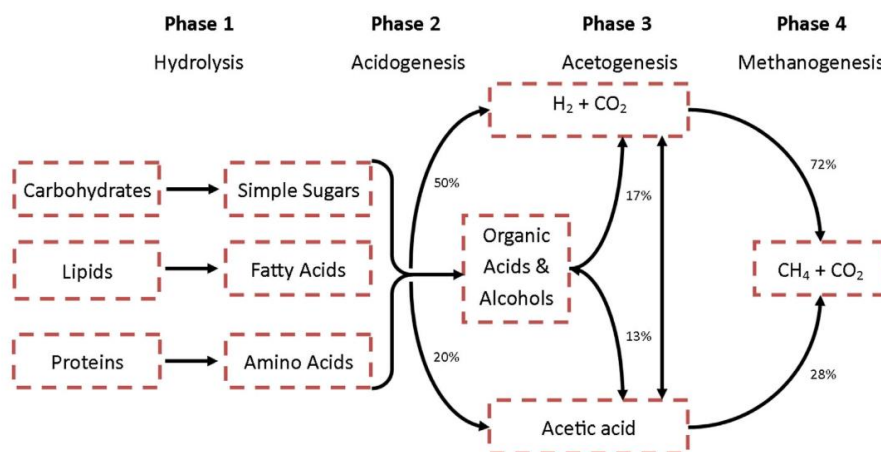 Phase 1
Phase 2
Phase 3
Phase 4
Hydrolysis
Acidogenesis
Acetogenesis
Methanogenesis
H₂ + CO₂
72%
Carbohydrates
Simple Sugars
50%
17%
Organic
Acids &
Alcohols
Lipids
Fatty Acids
CH₄ + CO₂
Proteins
Amino Acids
20%
13%
28%
Acetic acid